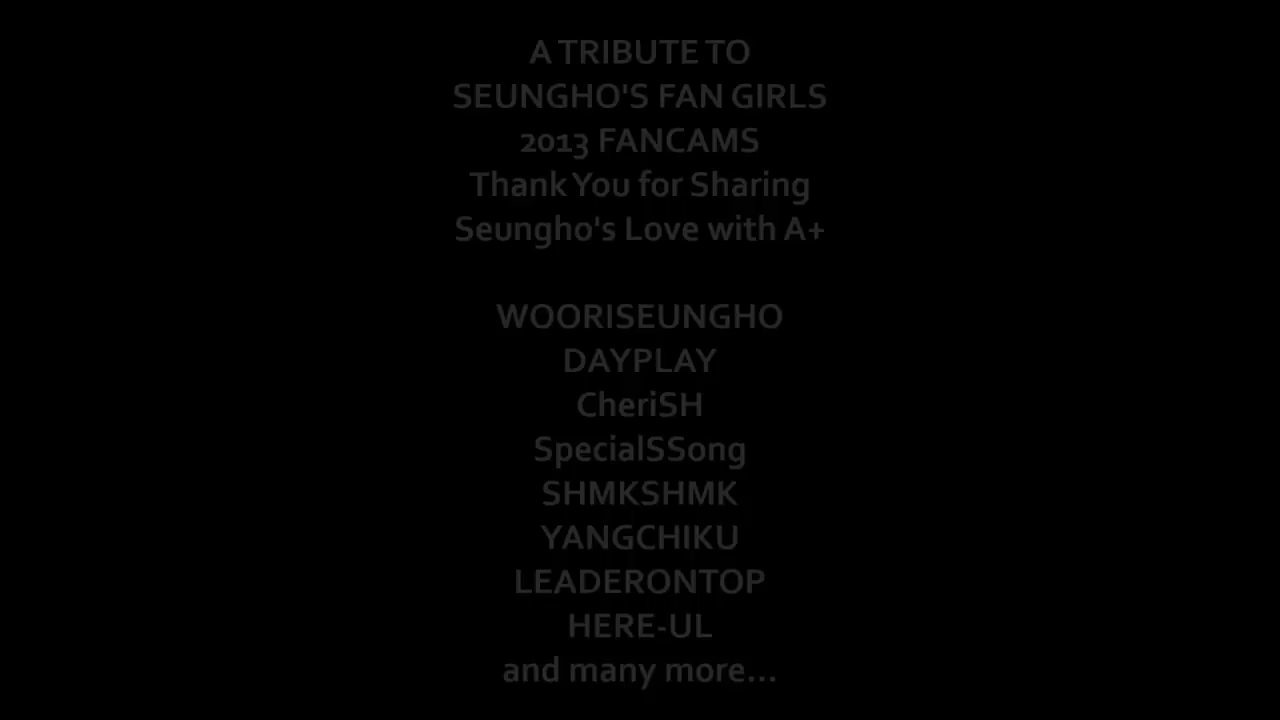 A TRIBUTE TO
SEUNGHO'S FAN GIRLS
2013 FANCAMS
Thank You for Sharing
Seungho's Love with A+
WOORISEUNGHO
DAYPLAY
CheriSH
SpecialSSong
SHMKSHMK
YANGCHIKU
LEADERONTOP
HERE-UL
and many more...